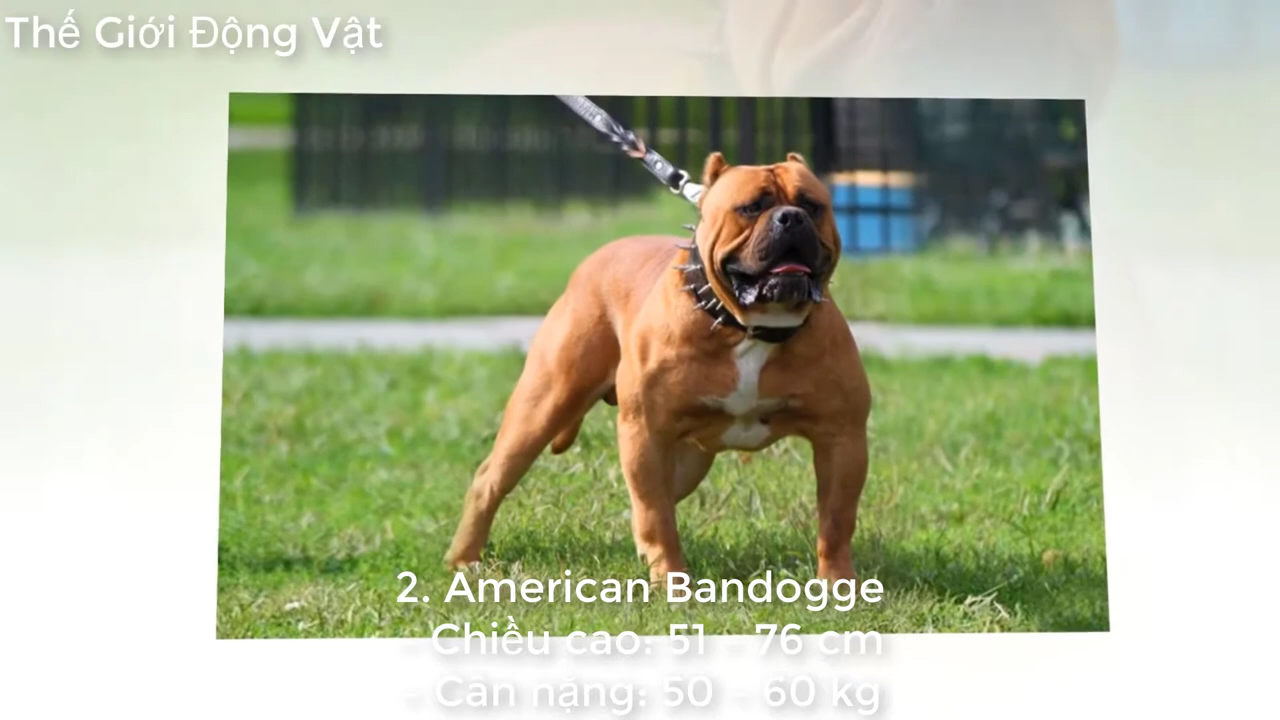 Thế Giới Động Vật
2. American Bandogge
- Chiều cao: 51 - 76 cm
- Cân nặng: 50 - 60 kg